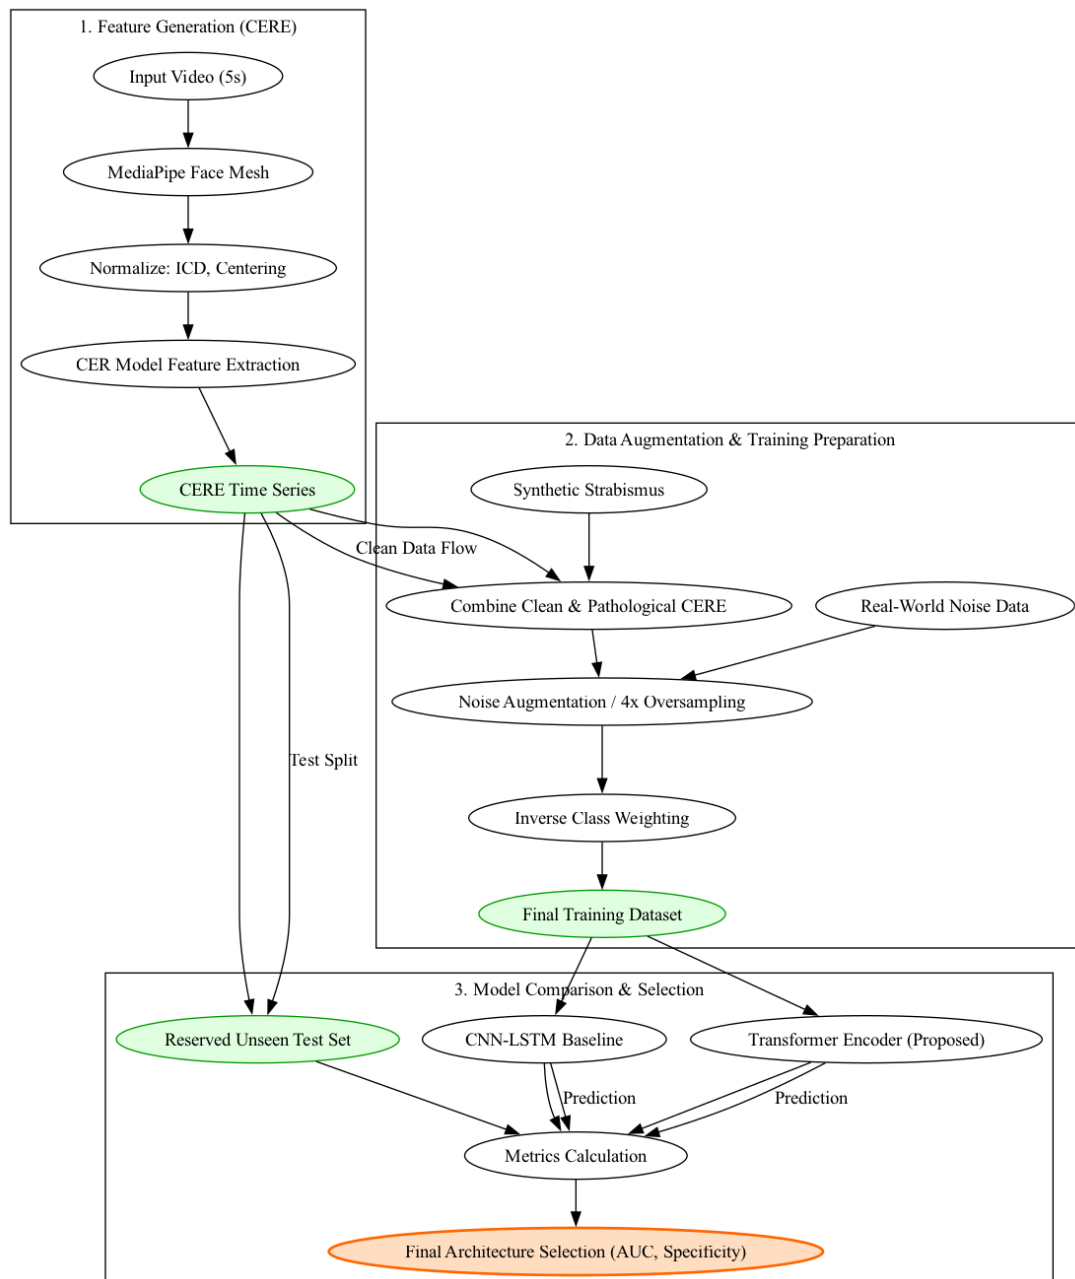 1. Feature Generation (CERE)
Input Video (5s)
MediaPipe Face Mesh
Normalize: ICD, Centering
CER Model Feature Extraction
CERE Time Series
2. Data Augmentation & Training Preparation
Synthetic Strabismus
Clean Data Flow
Combine Clean & Pathological CERE
Real-World Noise Data
Noise Augmentation / 4x Oversampling
Test Split
Inverse Class Weighting
Final Training Dataset
3. Model Comparison & Selection
Reserved Unseen Test Set
CNN-LSTM Baseline
Transformer Encoder (Proposed)
Prediction
Prediction
Metrics Calculation
Final Architecture Selection (AUC, Specificity)